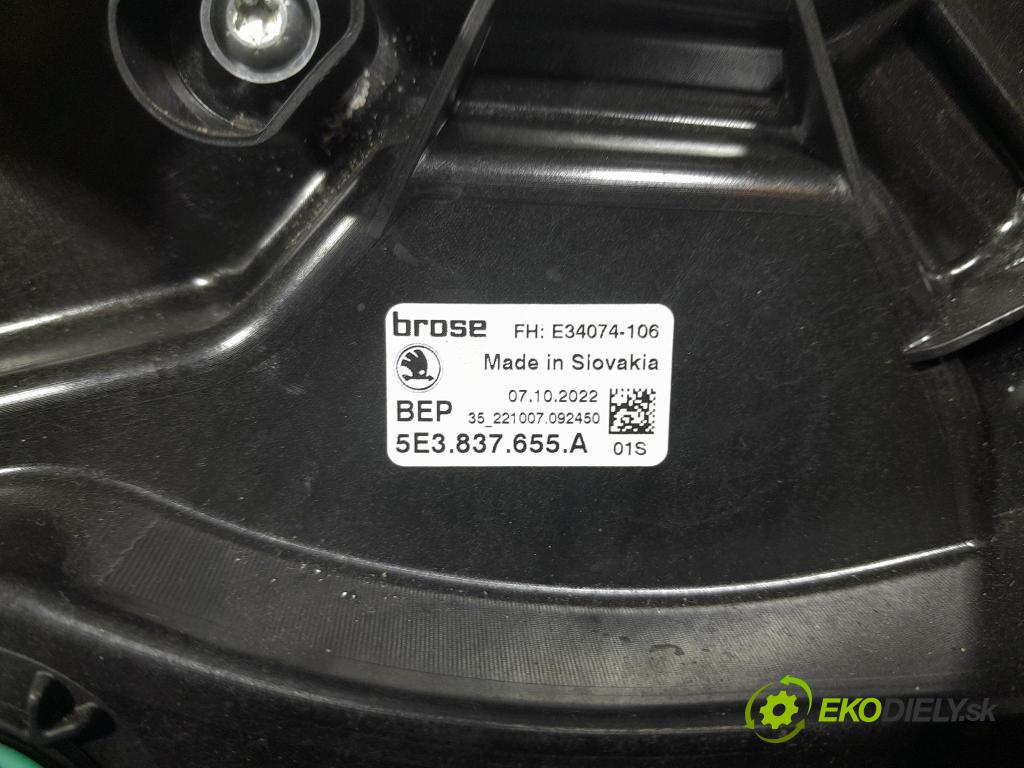 brose FH: E34074-106
Made in Slovakia
07.10.2022
BEP 35_221007.092450
5E3.837.655.A 01S
EKODIELY.sk